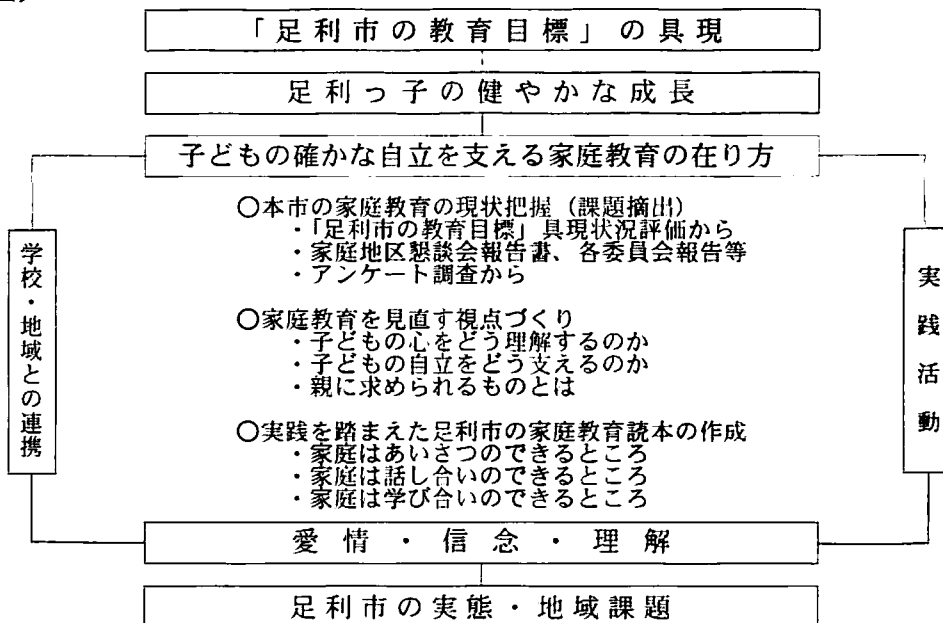 「足利市の教育目標」の具現
足利っ子の健やかな成長
子どもの確かな自立を支える家庭教育の在り方
○本市の家庭教育の現状把握（課題摘出）
・「足利市の教育目標」具現状況評価から
・家庭地区懇談会報告書、各委員会報告等
・アンケート調査から
学校・地域との連携
実践活動
○家庭教育を見直す視点づくり
・子どもの心をどう理解するのか
・子どもの自立をどう支えるのか
・親に求められるものとは
○実践を踏まえた足利市の家庭教育読本の作成
・家庭はあいさつのできるところ
・家庭は話し合いのできるところ
・家庭は学び合いのできるところ
愛情・信念・理解
足利市の実態・地域課題